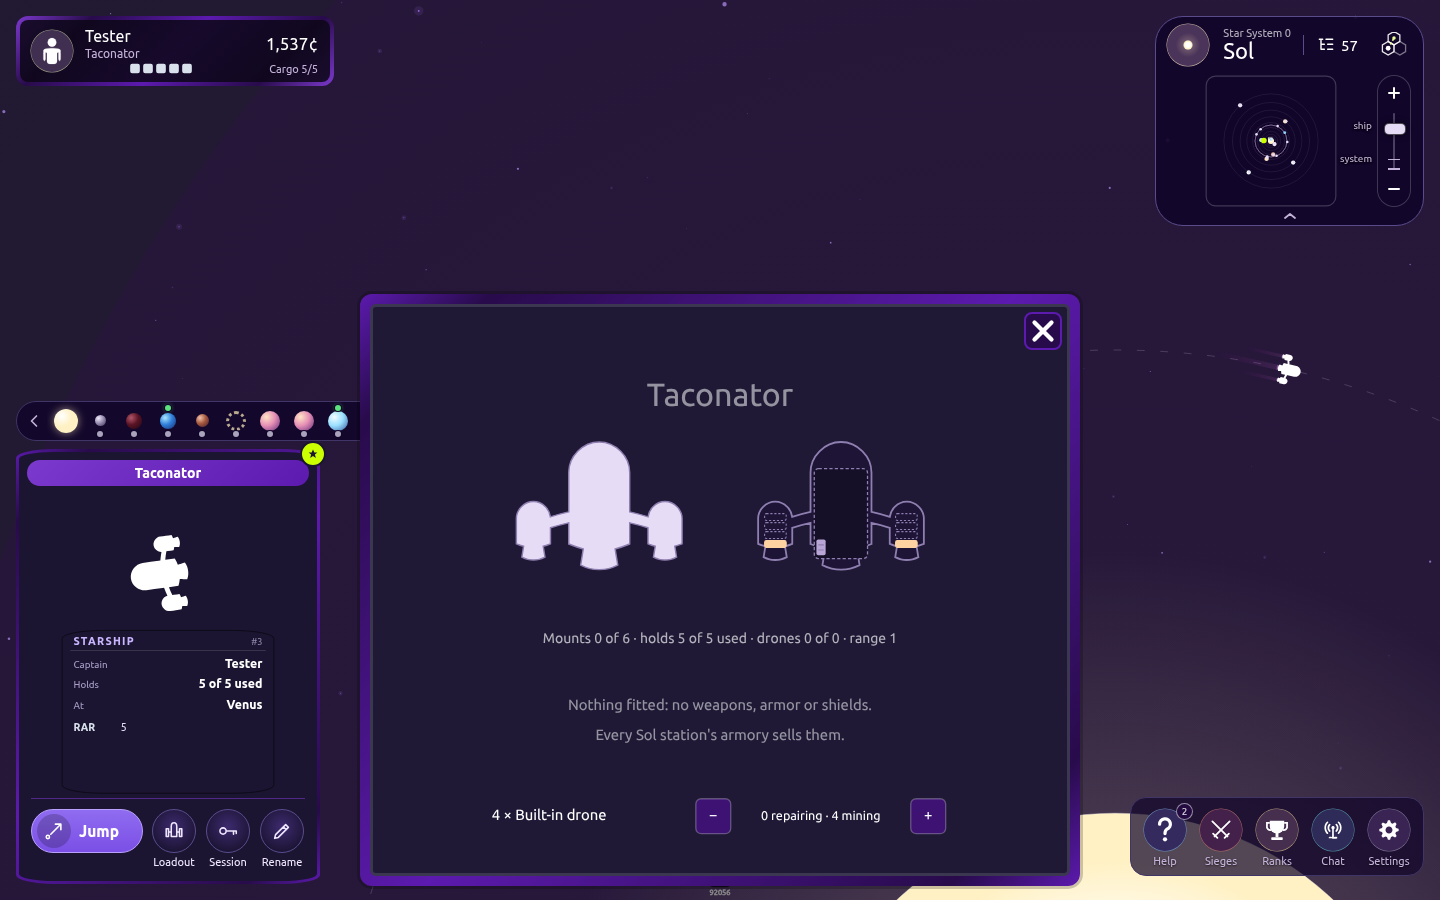 Tester
Taconator
1,537¢
Cargo 5/5
Star System 0
Sol
57
ship
system
Taconator
STARSHIP #3
Captain Tester
Holds 5 of 5 used
At Venus
RAR 5
Jump
Loadout
Session
Rename
Taconator
Mounts 0 of 6 · holds 5 of 5 used · drones 0 of 0 · range 1
Nothing fitted: no weapons, armor or shields.
Every Sol station's armory sells them.
4 × Built-in drone
−
0 repairing · 4 mining
+
2
Help
Sieges
Ranks
Chat
Settings
92056